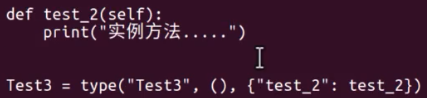 def test_2(self):
    print("实例方法.....")
Test3 = type("Test3", (), {"test_2": test_2})